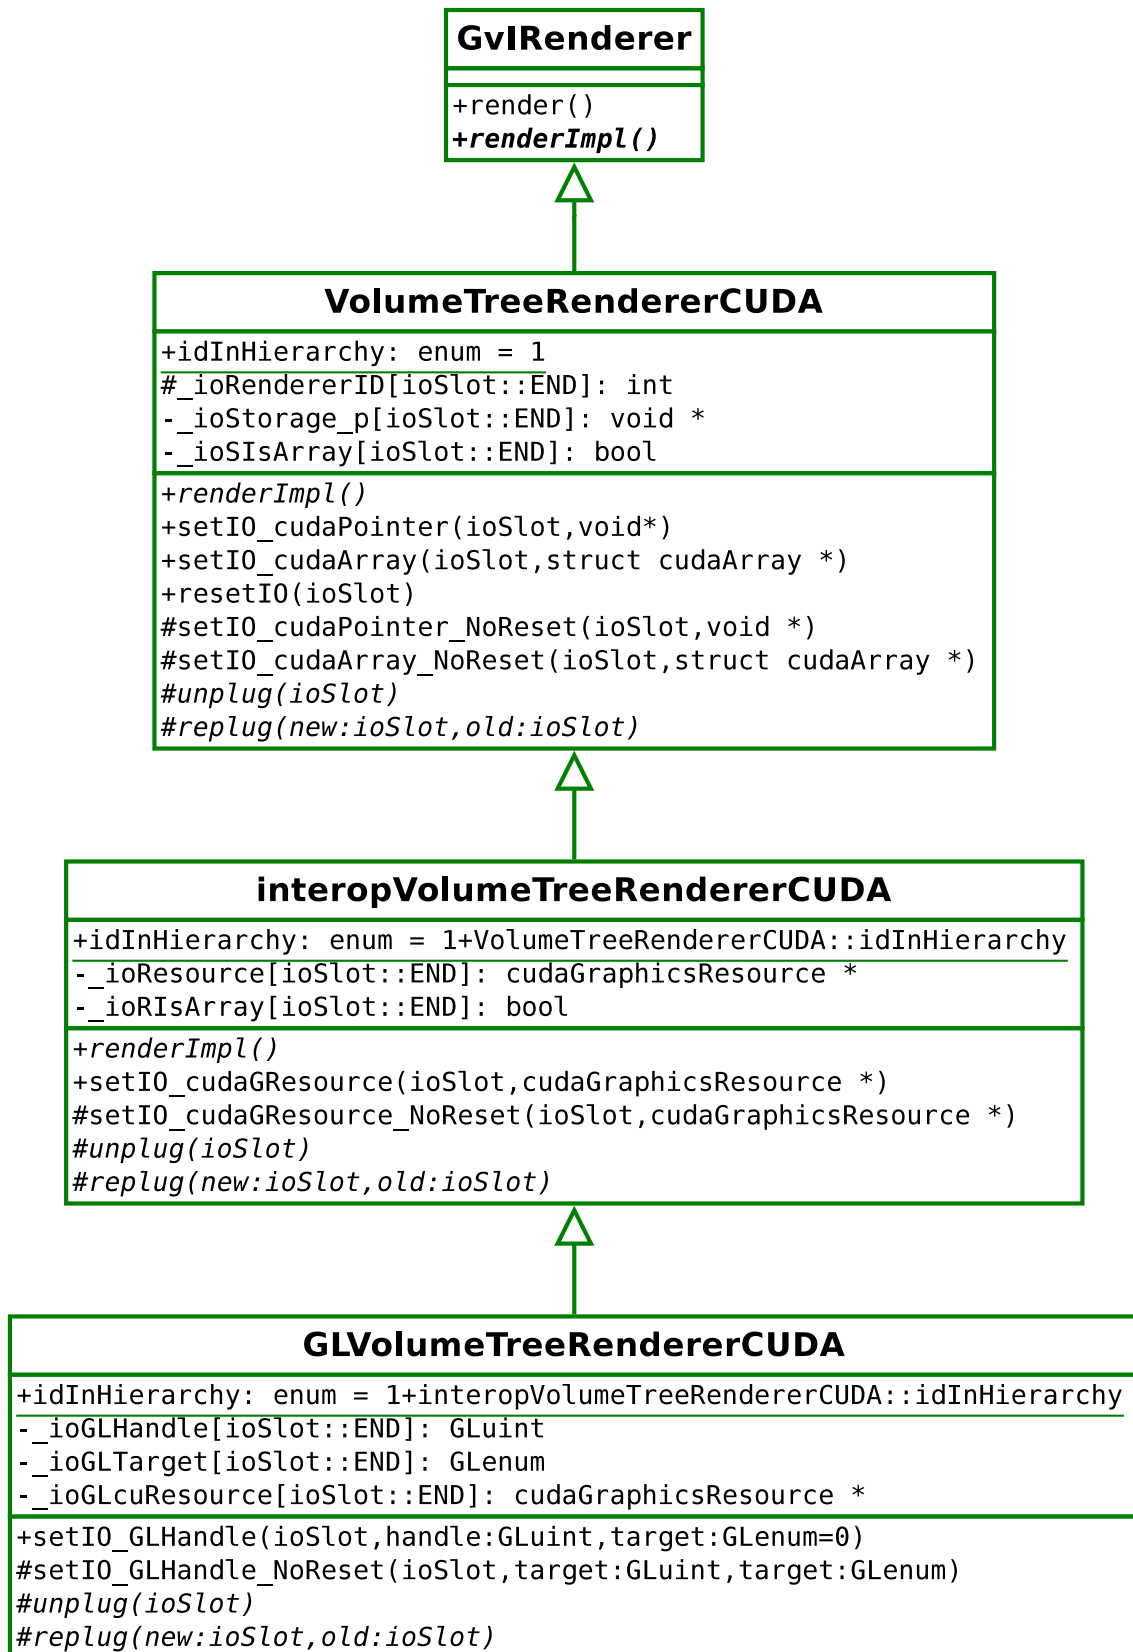 GvIRenderer
+render()
+renderImpl()
VolumeTreeRendererCUDA
+idInHierarchy: enum = 1
#_ioRendererID[ioSlot::END]: int
-_ioStorage_p[ioSlot::END]: void *
-_ioSIsArray[ioSlot::END]: bool
+renderImpl()
+setIO_cudaPointer(ioSlot,void*)
+setIO_cudaArray(ioSlot,struct cudaArray *)
+resetIO(ioSlot)
#setIO_cudaPointer_NoReset(ioSlot,void *)
#setIO_cudaArray_NoReset(ioSlot,struct cudaArray *)
#unplug(ioSlot)
#replug(new:ioSlot,old:ioSlot)
interopVolumeTreeRendererCUDA
+idInHierarchy: enum = 1+VolumeTreeRendererCUDA::idInHierarchy
-_ioResource[ioSlot::END]: cudaGraphicsResource *
-_ioRIsArray[ioSlot::END]: bool
+renderImpl()
+setIO_cudaGResource(ioSlot,cudaGraphicsResource *)
#setIO_cudaGResource_NoReset(ioSlot,cudaGraphicsResource *)
#unplug(ioSlot)
#replug(new:ioSlot,old:ioSlot)
GLVolumeTreeRendererCUDA
+idInHierarchy: enum = 1+interopVolumeTreeRendererCUDA::idInHierarchy
-_ioGLHandle[ioSlot::END]: GLuint
-_ioGLTarget[ioSlot::END]: GLenum
-_ioGLcuResource[ioSlot::END]: cudaGraphicsResource *
+setIO_GLHandle(ioSlot,handle:GLuint,target:GLenum=0)
#setIO_GLHandle_NoReset(ioSlot,target:GLuint,target:GLenum)
#unplug(ioSlot)
#replug(new:ioSlot,old:ioSlot)